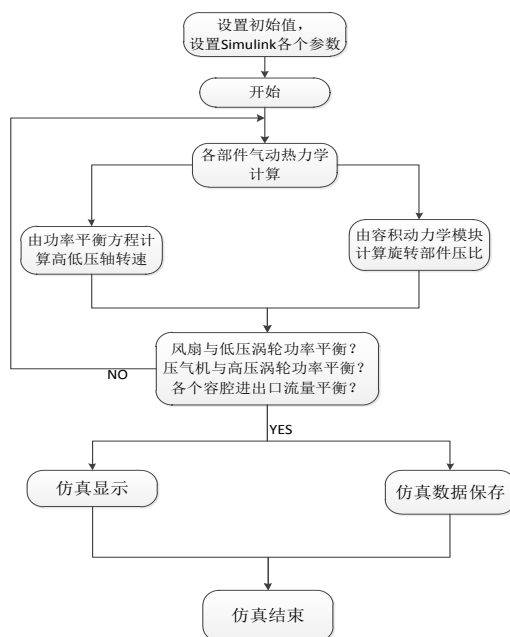 设置初始值，
设置Simulink各个参数
开始
各部件气动热力学
计算
由功率平衡方程计
算高低压轴转速
由容积动力学模块
计算旋转部件压比
风扇与低压涡轮功率平衡？
压气机与高压涡轮功率平衡？
各个容腔进出口流量平衡？
NO
YES
仿真显示
仿真数据保存
仿真结束